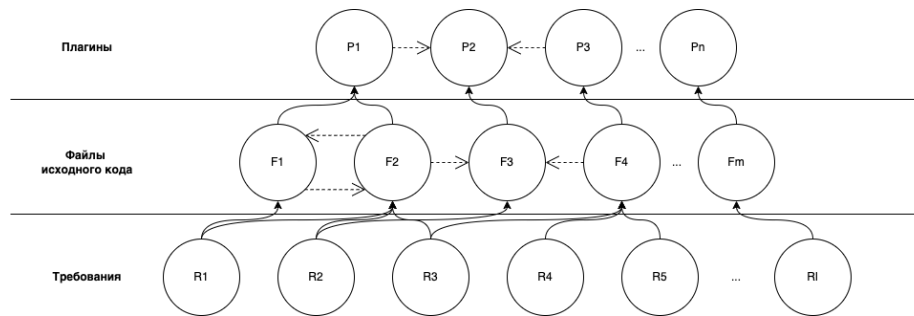 Плагины
P1
P2
P3
...
Pn
Файлы
исходного кода
F1
F2
F3
F4
...
Fm
Требования
R1
R2
R3
R4
R5
...
Rl